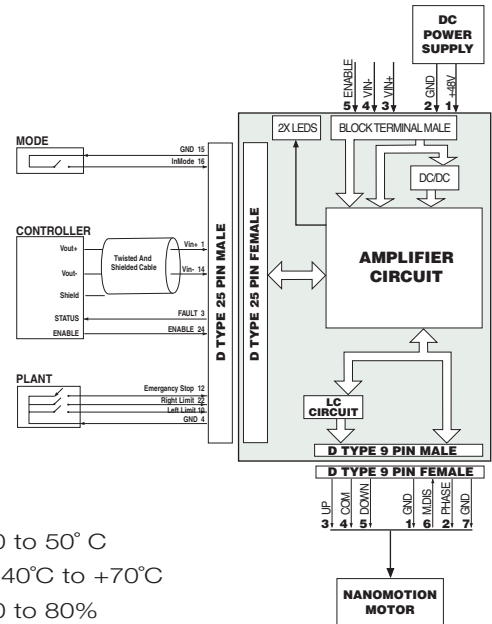 DC
POWER
SUPPLY
5 ENABLE
4 VIN-
3 VIN+
2 GND
1 +48V
2X LEDS
BLOCK TERMINAL MALE
DC/DC
MODE
GND 15
InMode 16
CONTROLLER
Vout+
Twisted And
Shielded Cable
Vin+ 1
Vout-
Vin- 14
Shield
STATUS
FAULT 3
ENABLE
ENABLE 24
D TYPE 25 PIN MALE
D TYPE 25 PIN FEMALE
AMPLIFIER
CIRCUIT
PLANT
Emergency Stop 12
Right Limit 22
Left Limit 10
GND 4
LC
CIRCUIT
D TYPE 9 PIN MALE
D TYPE 9 PIN FEMALE
3 UP
4 COM
5 DOWN
1 GND
6 M.DIS
2 PHASE
7 GND
NANOMOTION
MOTOR
0 to 50° C
40°C to +70°C
0 to 80%